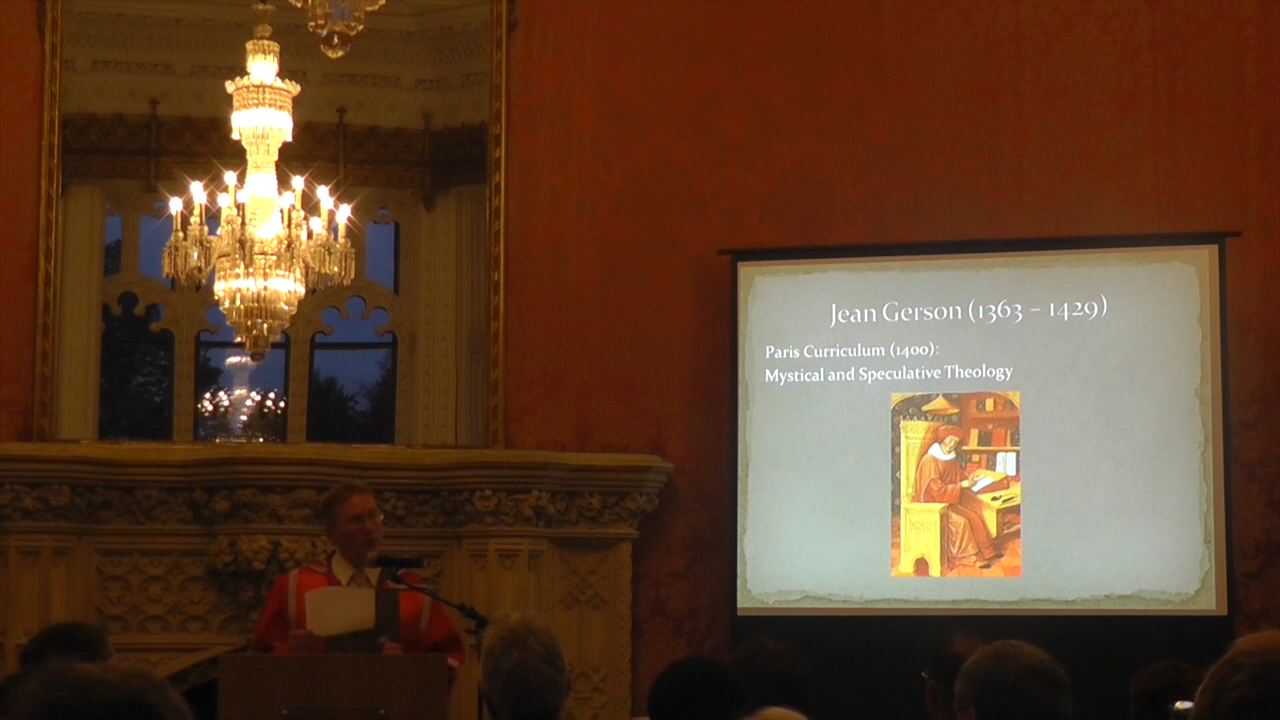 Jean Gerson (1363 – 1429)
Paris Curriculum (1400):
Mystical and Speculative Theology